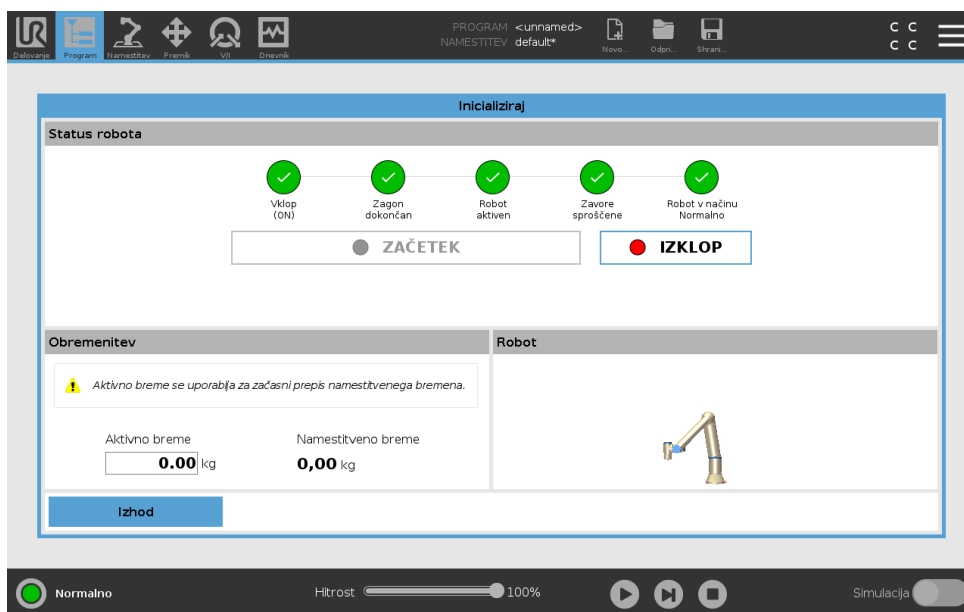 UR
PROGRAM <unnamed>
NAMESTITEV default*
C C
C C
Delovanje Program Namestitev Premik V/I Dnevnik Novo... Odpri... Shrani...
Inicializiraj
Status robota
Vklop
(ON)
Zagon
dokončan
Robot
aktiven
Zavore
sproščene
Robot v načinu
Normalno
ZAČETEK
IZKLOP
Obremenitev
Robot
Aktivno breme se uporablja za začasni prepis namestitvenega bremena.
Aktivno breme
Namestitveno breme
0.00 kg
0,00 kg
Izhod
Normalno
Hitrost 100%
Simulacija